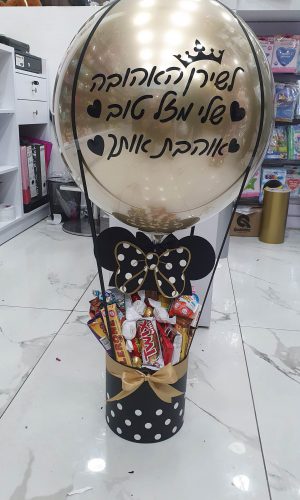 לשירן האהובה
שלי מזל טוב
אוהבת אותך